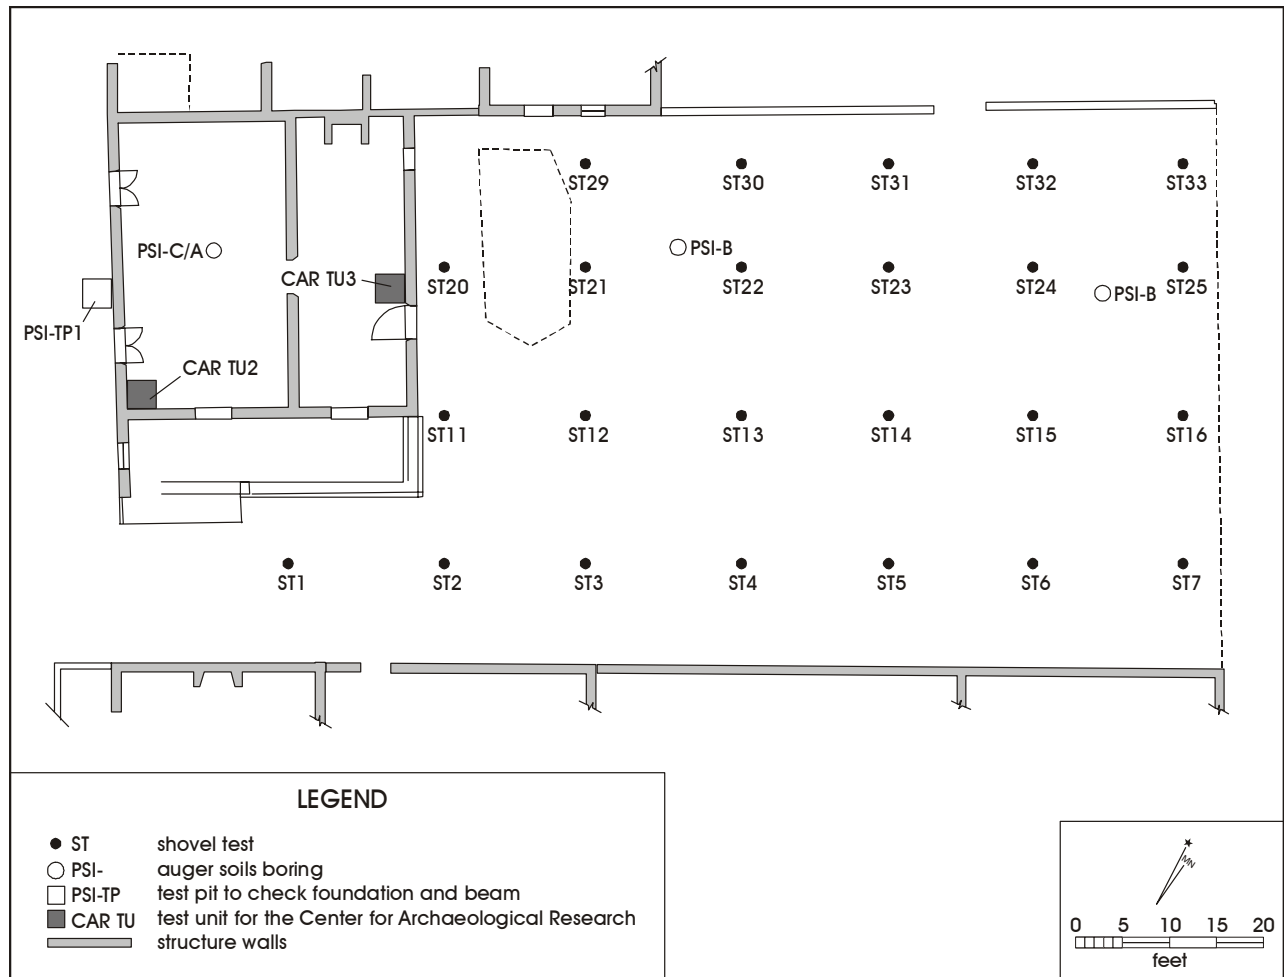 ST29
ST30
ST31
ST32
ST33
PSI-C/A
PSI-B
CAR TU3
ST20
ST21
ST22
ST23
ST24
PSI-B
ST25
PSI-TP1
CAR TU2
ST11
ST12
ST13
ST14
ST15
ST16
ST1
ST2
ST3
ST4
ST5
ST6
ST7
LEGEND
ST shovel test
PSI- auger soils boring
PSI-TP test pit to check foundation and beam
CAR TU test unit for the Center for Archaeological Research
structure walls
MN
0 5 10 15 20
feet